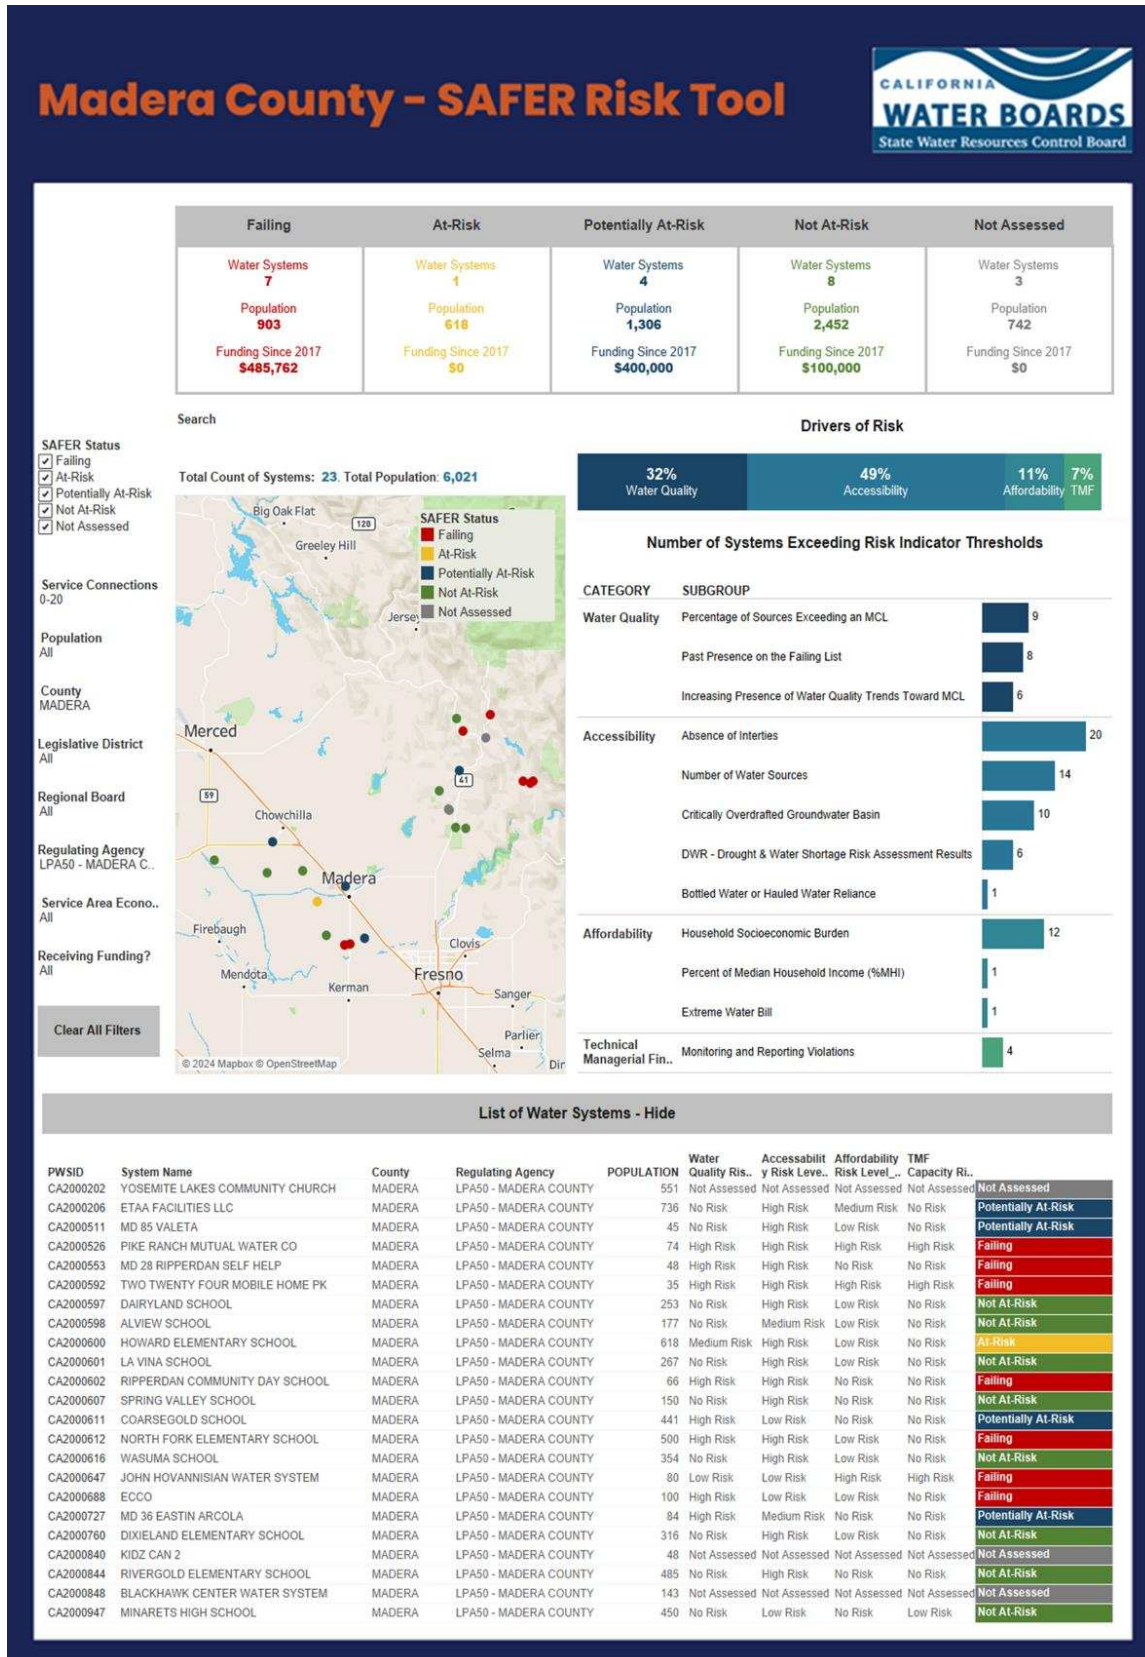 Madera County - SAFER Risk Tool
CALIFORNIA
WATER BOARDS
State Water Resources Control Board
Failing At-Risk Potentially At-Risk Not At-Risk Not Assessed
Water Systems Water Systems Water Systems Water Systems Water Systems
7 1 4 8 3
Population Population Population Population Population
903 618 1,306 2,452 742
Funding Since 2017 Funding Since 2017 Funding Since 2017 Funding Since 2017 Funding Since 2017
$485,762 $0 $400,000 $100,000 $0
SAFER Status
Failing
At-Risk
Potentially At-Risk
Not At-Risk
Not Assessed
Service Connections
0-20
Population
All
County
MADERA
Legislative District
All
Regional Board
All
Regulating Agency
LPA50 - MADERA C..
Service Area Econo..
All
Receiving Funding?
All
Clear All Filters
Search
Total Count of Systems: 23, Total Population: 6,021
SAFER Status
Failing
At-Risk
Potentially At-Risk
Not At-Risk
Not Assessed
Big Oak Flat
120
Greeley Hill
Jersey
Merced
59
41
Chowchilla
Madera
Firebaugh
Clovis
Mendota
Fresno
Kerman
Sanger
Parlier
Selma
Din
© 2024 Mapbox © OpenStreetMap
Drivers of Risk
32% 49% 11% 7%
Water Quality Accessibility Affordability TMF
Number of Systems Exceeding Risk Indicator Thresholds
CATEGORY SUBGROUP
Water Quality Percentage of Sources Exceeding an MCL 9
Past Presence on the Failing List 8
Increasing Presence of Water Quality Trends Toward MCL 6
Accessibility Absence of Interties 20
Number of Water Sources 14
Critically Overdrafted Groundwater Basin 10
DWR - Drought & Water Shortage Risk Assessment Results 6
Bottled Water or Hauled Water Reliance 1
Affordability Household Socioeconomic Burden 12
Percent of Median Household Income (%MHI) 1
Extreme Water Bill 1
Technical
Managerial Fin.. Monitoring and Reporting Violations 4
List of Water Systems - Hide
Water Accessabilit Affordability TMF
PWSID System Name County Regulating Agency POPULATION Quality Ris.. y Risk Leve.. Risk Level_.. Capacity Ri..
CA2000202 YOSEMITE LAKES COMMUNITY CHURCH MADERA LPA50 - MADERA COUNTY 551 Not Assessed Not Assessed Not Assessed Not Assessed Not Assessed
CA2000206 ETAA FACILITIES LLC MADERA LPA50 - MADERA COUNTY 736 No Risk High Risk Medium Risk No Risk Potentially At-Risk
CA2000511 MD 85 VALETA MADERA LPA50 - MADERA COUNTY 45 No Risk High Risk Low Risk No Risk Potentially At-Risk
CA2000526 PIKE RANCH MUTUAL WATER CO MADERA LPA50 - MADERA COUNTY 74 High Risk High Risk High Risk High Risk Failing
CA2000553 MD 28 RIPPERDAN SELF HELP MADERA LPA50 - MADERA COUNTY 48 High Risk High Risk No Risk No Risk Failing
CA2000592 TWO TWENTY FOUR MOBILE HOME PK MADERA LPA50 - MADERA COUNTY 35 High Risk High Risk High Risk High Risk Failing
CA2000597 DAIRYLAND SCHOOL MADERA LPA50 - MADERA COUNTY 253 No Risk High Risk Low Risk No Risk Not At-Risk
CA2000598 ALVIEW SCHOOL MADERA LPA50 - MADERA COUNTY 177 No Risk Medium Risk Low Risk No Risk Not At-Risk
CA2000600 HOWARD ELEMENTARY SCHOOL MADERA LPA50 - MADERA COUNTY 618 Medium Risk High Risk Low Risk No Risk At-Risk
CA2000601 LA VINA SCHOOL MADERA LPA50 - MADERA COUNTY 267 No Risk High Risk Low Risk No Risk Not At-Risk
CA2000602 RIPPERDAN COMMUNITY DAY SCHOOL MADERA LPA50 - MADERA COUNTY 66 High Risk High Risk No Risk No Risk Failing
CA2000607 SPRING VALLEY SCHOOL MADERA LPA50 - MADERA COUNTY 150 No Risk High Risk No Risk No Risk Not At-Risk
CA2000611 COARSEGOLD SCHOOL MADERA LPA50 - MADERA COUNTY 441 High Risk Low Risk No Risk No Risk Potentially At-Risk
CA2000612 NORTH FORK ELEMENTARY SCHOOL MADERA LPA50 - MADERA COUNTY 500 High Risk High Risk Low Risk No Risk Failing
CA2000616 WASUMA SCHOOL MADERA LPA50 - MADERA COUNTY 354 No Risk High Risk Low Risk No Risk Not At-Risk
CA2000647 JOHN HOVANNISIAN WATER SYSTEM MADERA LPA50 - MADERA COUNTY 80 Low Risk Low Risk High Risk High Risk Failing
CA2000688 ECCO MADERA LPA50 - MADERA COUNTY 100 High Risk Low Risk Low Risk No Risk Failing
CA2000727 MD 36 EASTIN ARCOLA MADERA LPA50 - MADERA COUNTY 84 High Risk Medium Risk No Risk No Risk Potentially At-Risk
CA2000760 DIXIELAND ELEMENTARY SCHOOL MADERA LPA50 - MADERA COUNTY 316 No Risk High Risk Low Risk No Risk Not At-Risk
CA2000840 KIDZ CAN 2 MADERA LPA50 - MADERA COUNTY 48 Not Assessed Not Assessed Not Assessed Not Assessed Not Assessed
CA2000844 RIVERGOLD ELEMENTARY SCHOOL MADERA LPA50 - MADERA COUNTY 485 No Risk High Risk No Risk No Risk Not At-Risk
CA2000848 BLACKHAWK CENTER WATER SYSTEM MADERA LPA50 - MADERA COUNTY 143 Not Assessed Not Assessed Not Assessed Not Assessed Not Assessed
CA2000947 MINARETS HIGH SCHOOL MADERA LPA50 - MADERA COUNTY 450 No Risk Low Risk No Risk Low Risk Not At-Risk